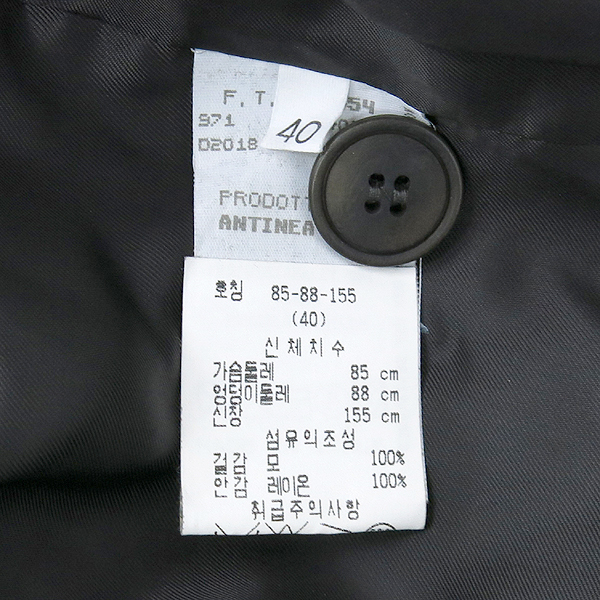 F. T. 54
971
D2018
40
PRODOTT
ANTINEA
호칭 85-88-155
(40)
신체치수
가슴둘레 85 cm
엉덩이둘레 88 cm
신장 155 cm
섬유의조성
겉감 모 100%
안감 레이온 100%
취급주의사항